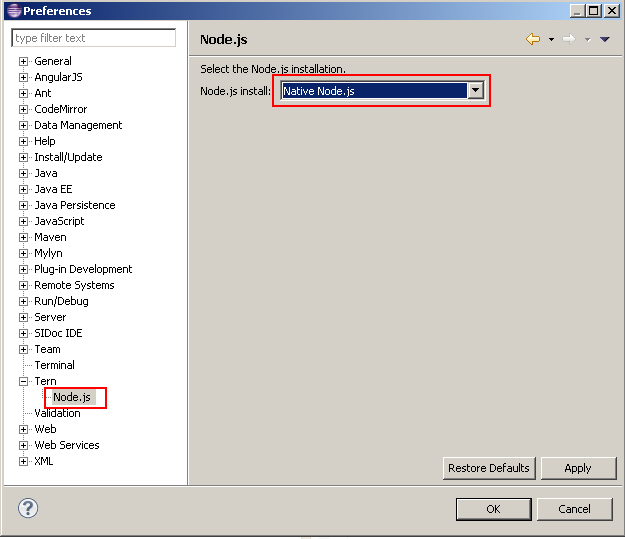 Preferences
type filter text
General
AngularJS
Ant
CodeMirror
Data Management
Help
Install/Update
Java
Java EE
Java Persistence
JavaScript
Maven
Mylyn
Plug-in Development
Remote Systems
Run/Debug
Server
SIDoc IDE
Team
Terminal
Tern
Node.js
Validation
Web
Web Services
XML
Node.js
Select the Node.js installation.
Node.js install: Native Node.js
Restore Defaults Apply
? OK Cancel